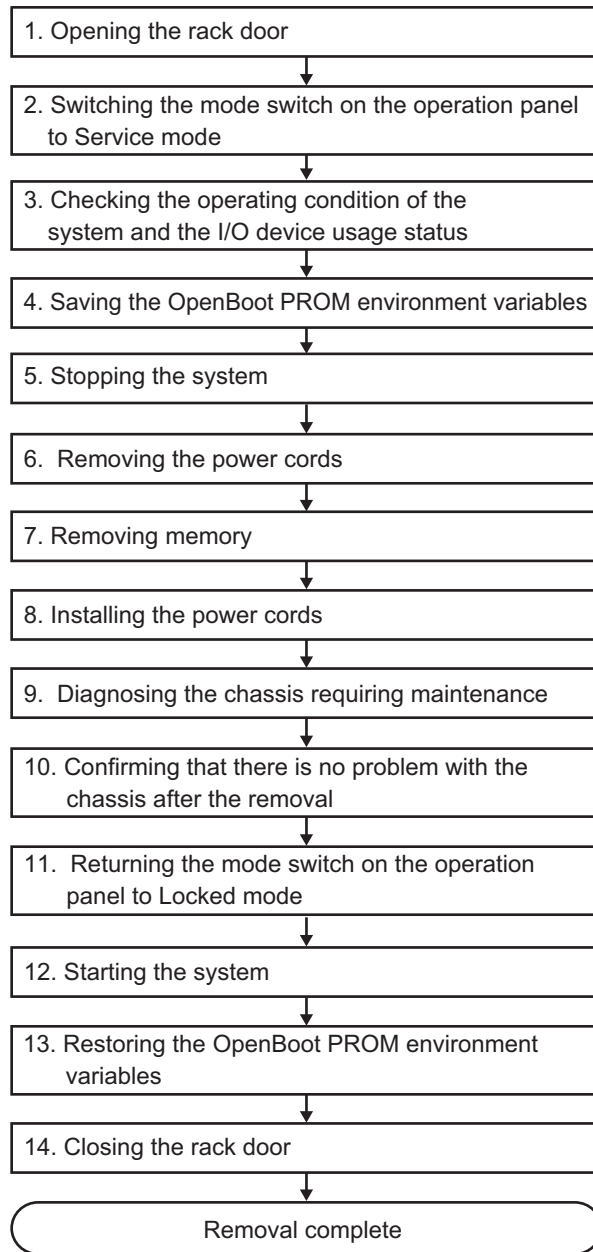 1. Opening the rack door
2. Switching the mode switch on the operation panel
to Service mode
3. Checking the operating condition of the
system and the I/O device usage status
4. Saving the OpenBoot PROM environment variables
5. Stopping the system
6. Removing the power cords
7. Removing memory
8. Installing the power cords
9. Diagnosing the chassis requiring maintenance
10. Confirming that there is no problem with the
chassis after the removal
11. Returning the mode switch on the operation
panel to Locked mode
12. Starting the system
13. Restoring the OpenBoot PROM environment
variables
14. Closing the rack door
Removal complete